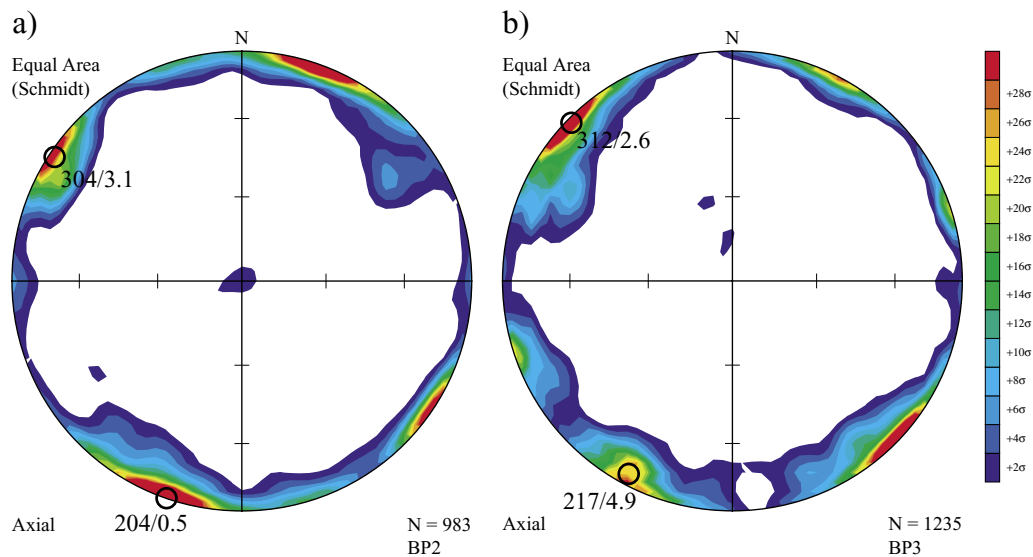 a)
N
Equal Area
(Schmidt)
304/3.1
204/0.5
Axial
N = 983
BP2
b)
N
Equal Area
(Schmidt)
312/2.6
217/4.9
Axial
N = 1235
BP3
+28σ
+26σ
+24σ
+22σ
+20σ
+18σ
+16σ
+14σ
+12σ
+10σ
+8σ
+6σ
+4σ
+2σ